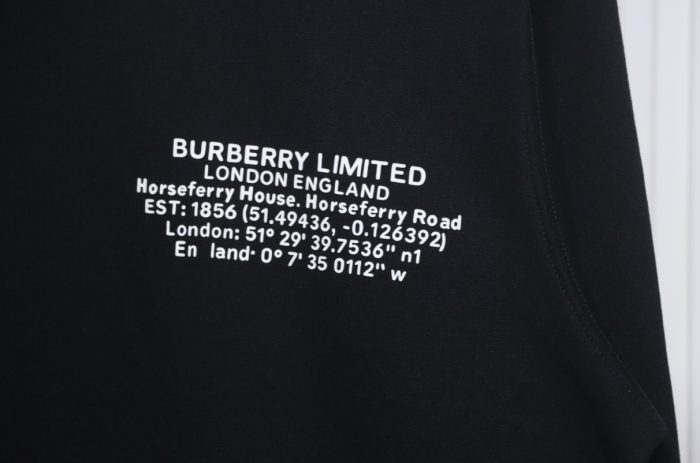 BURBERRY LIMITED
LONDON ENGLAND
Horseferry House. Horseferry Road
EST: 1856 (51.49436, -0.126392)
London: 51° 29' 39.7536" n1
En land· 0° 7' 35 0112" w